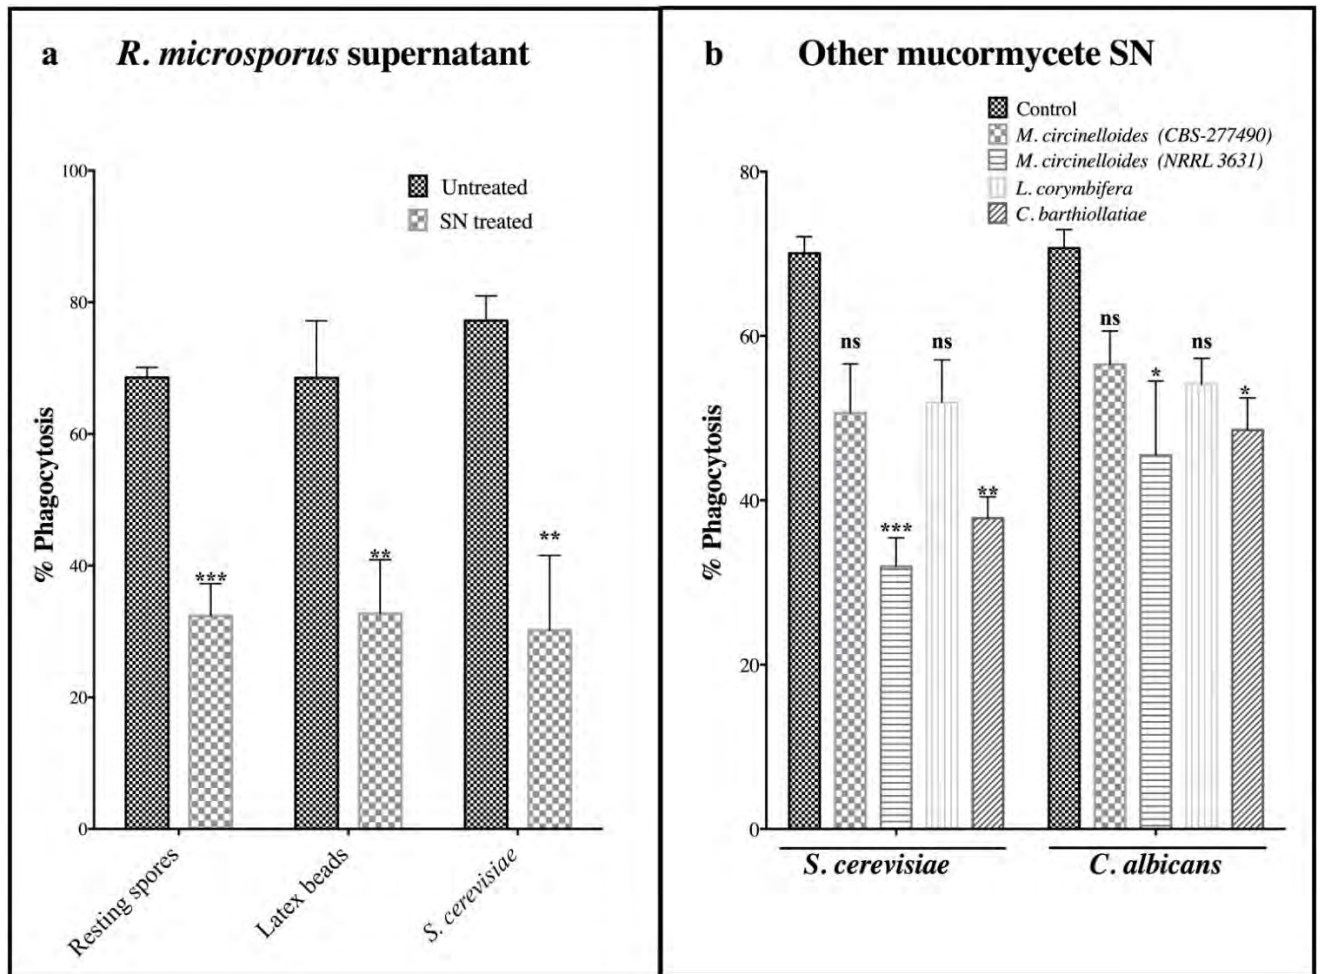 a R. microsporus supernatant
Untreated
SN treated
% Phagocytosis
100
80
60
40
20
0
***
**
**
Resting spores
Latex beads
S. cerevisiae
b Other mucormycete SN
Control
M. circinelloides (CBS-277490)
M. circinelloides (NRRL 3631)
L. corymbifera
C. barthiollatiae
% Phagocytosis
80
60
40
20
0
ns
***
ns
**
ns
*
ns
*
S. cerevisiae
C. albicans